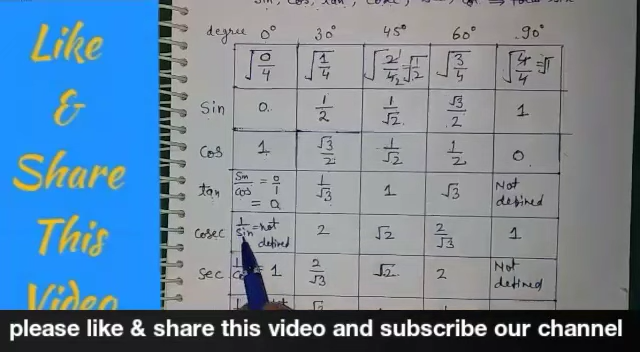 Like
&
Share
This
Video
sin, cos, tan, cosec,
degree 0° 30° 45° 60° 90°
√0/4 √1/4 √2/4=√1/2 √3/4 √4/4=√1
Sin 0 1/2 1/√2 √3/2 1
Cos 1 √3/2 1/√2 1/2 0
tan Sin/Cos = 0/1 = 0 1/√3 1 √3 Not defined
Cosec 1/Sin = not defined 2 √2 2/√3 1
Sec 1/Cos = 1 2/√3 √2 2 Not defined
please like & share this video and subscribe our channel